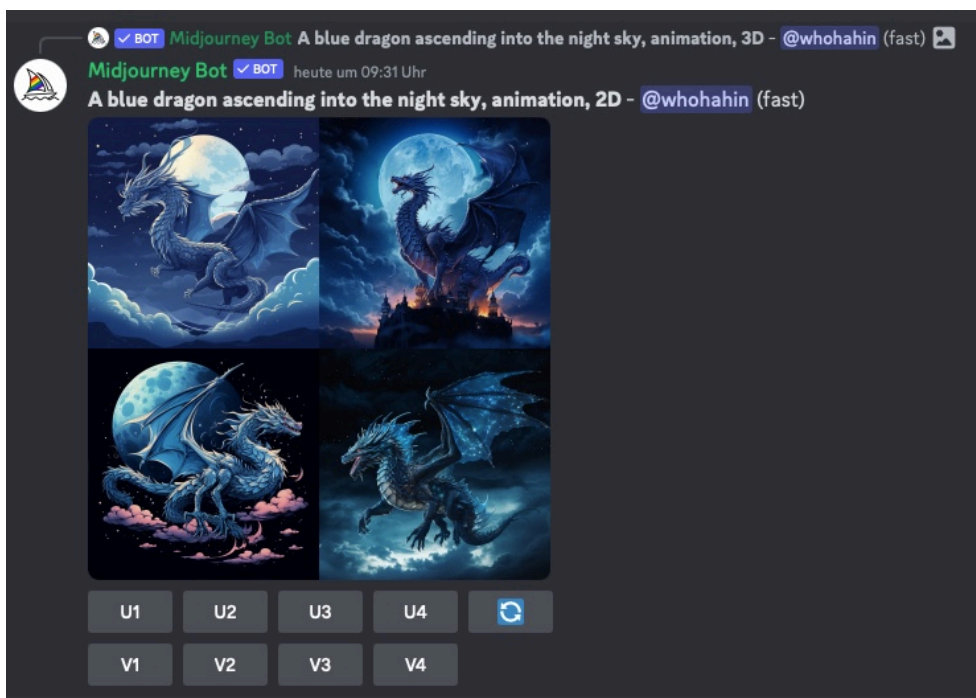 ✓ BOT Midjourney Bot A blue dragon ascending into the night sky, animation, 3D - @whohahin (fast)
Midjourney Bot ✓ BOT heute um 09:31 Uhr
A blue dragon ascending into the night sky, animation, 2D - @whohahin (fast)
U1 U2 U3 U4
V1 V2 V3 V4